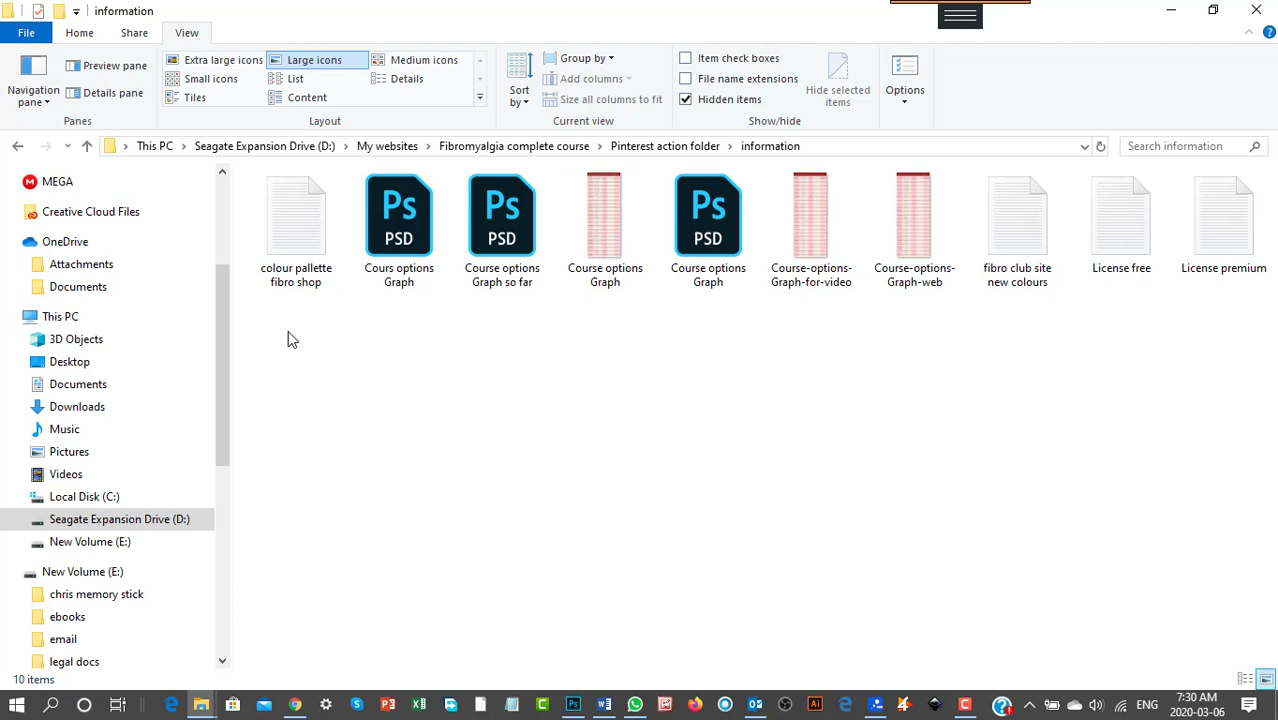 information
File
Home
Share
View
Navigation pane
Preview pane
Details pane
Panes
Extra large icons
Large icons
Medium icons
Small icons
List
Details
Tiles
Content
Layout
Sort by
Group by
Add columns
Size all columns to fit
Current view
Item check boxes
File name extensions
Hidden items
Hide selected items
Show/hide
Options
This PC
Seagate Expansion Drive (D:)
My websites
Fibromyalgia complete course
Pinterest action folder
information
Search information
MEGA
Creative Cloud Files
OneDrive
Attachments
Documents
This PC
3D Objects
Desktop
Documents
Downloads
Music
Pictures
Videos
Local Disk (C:)
Seagate Expansion Drive (D:)
New Volume (E:)
New Volume (E:)
chris memory stick
ebooks
email
legal docs
colour pallette
fibro shop
Ps
PSD
Cours options
Graph
Ps
PSD
Course options
Graph so far
Course options
Graph
Ps
PSD
Course options
Graph
Course-options-
Graph-for-video
Course-options-
Graph-web
fibro club site
new colours
License free
License premium
10 items
ENG
7:30 AM
2020-03-06